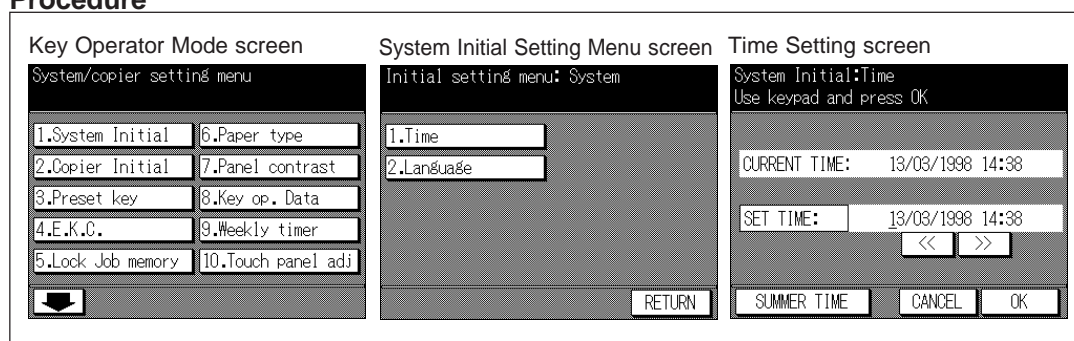 Procedure
Key Operator Mode screen
System/copier setting menu
1.System Initial
6.Paper type
2.Copier Initial
7.Panel contrast
3.Preset key
8.Key op. Data
4.E.K.C.
9.Weekly timer
5.Lock Job memory
10.Touch panel adj
System Initial Setting Menu screen
Initial setting menu: System
1.Time
2.Language
RETURN
Time Setting screen
System Initial:Time
Use keypad and press OK
CURRENT TIME: 13/03/1998 14:38
SET TIME: 13/03/1998 14:38
<< >>
SUMMER TIME CANCEL OK